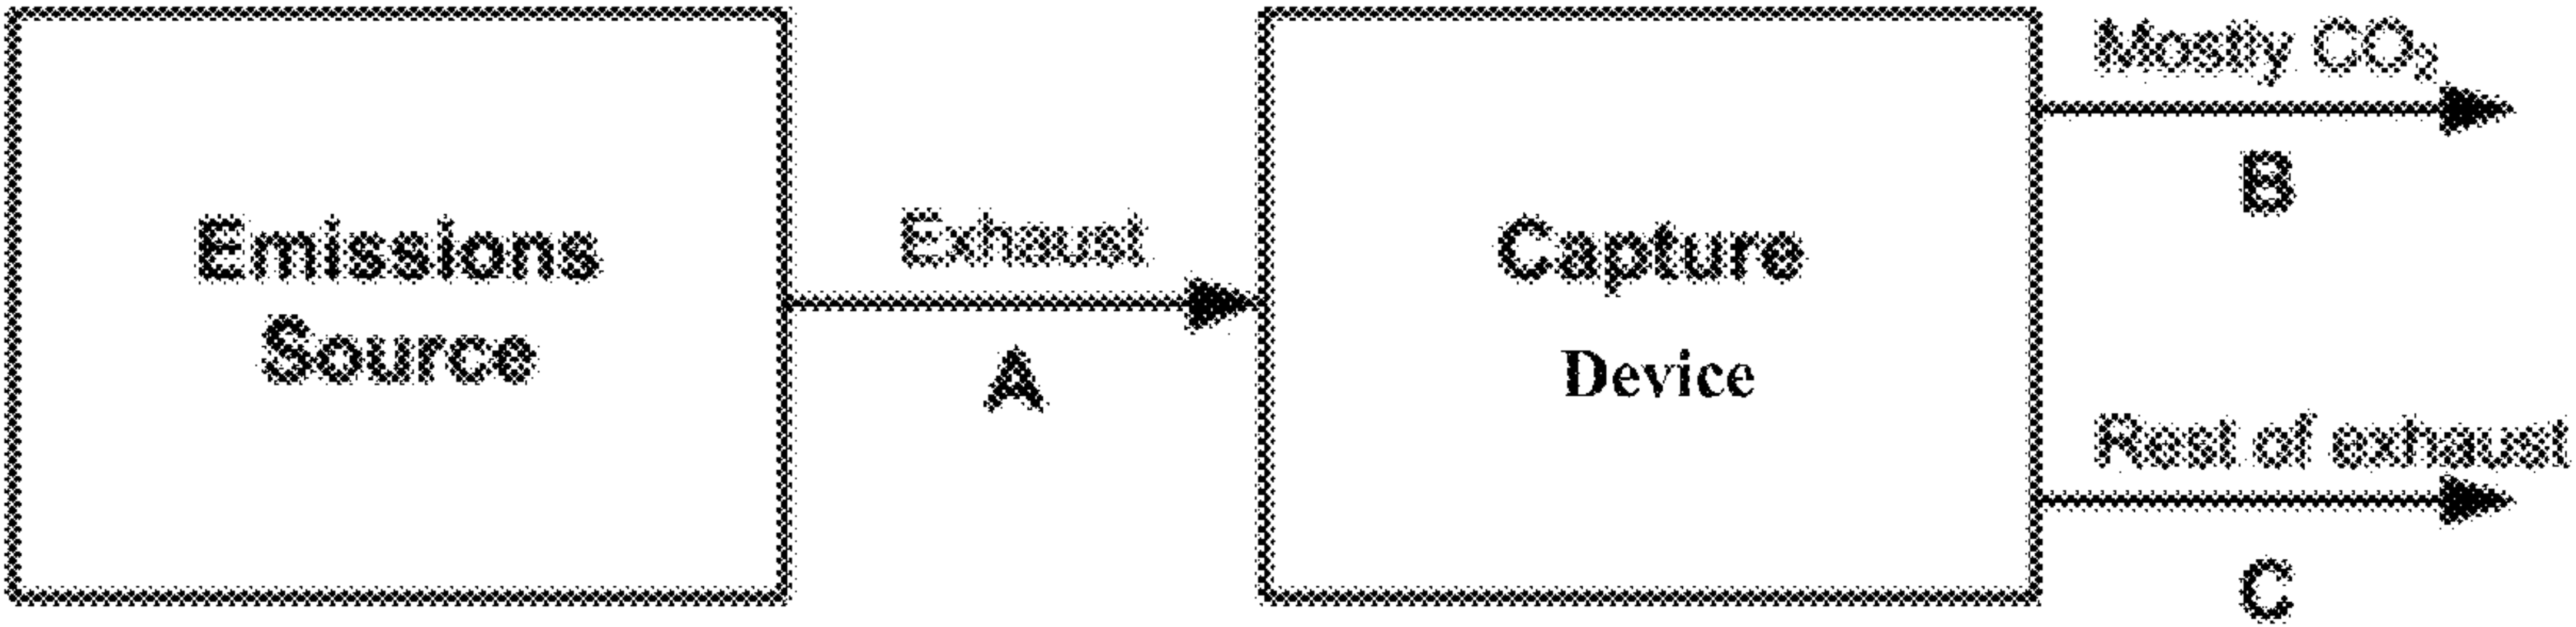 Emissions
Source
Exhaust
A
Capture
Device
Mostly CO₂
B
Rest of exhaust
C